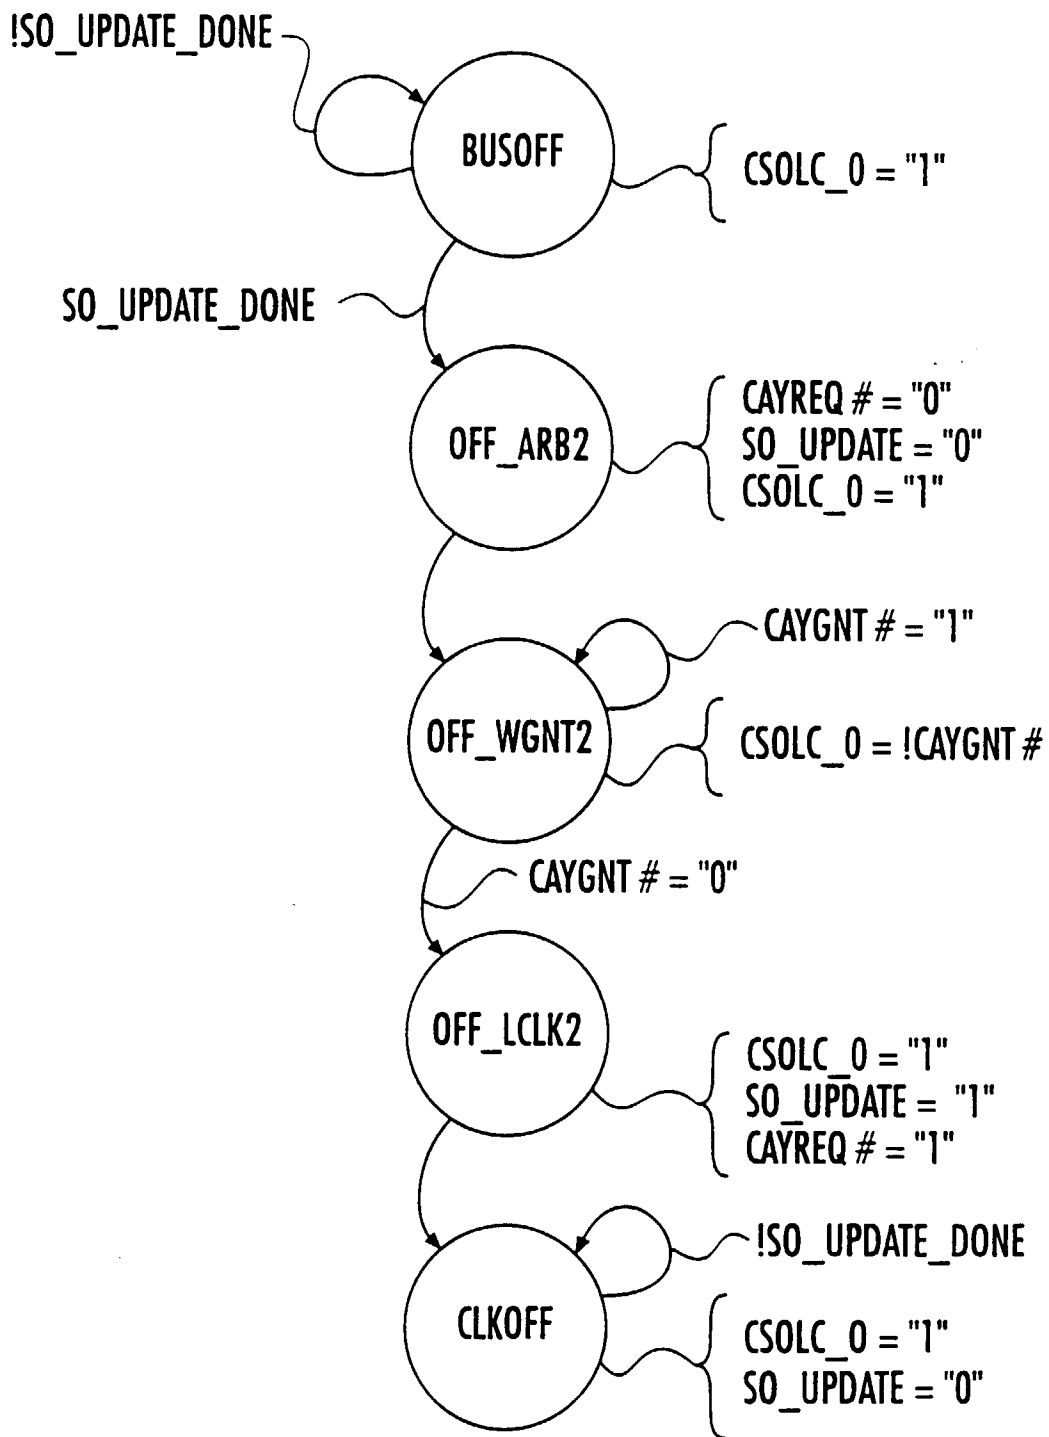 !SO_UPDATE_DONE
BUSOFF
CSOLC_0 = "1"
SO_UPDATE_DONE
OFF_ARB2
CAYREQ # = "0"
SO_UPDATE = "0"
CSOLC_0 = "1"
CAYGNT # = "1"
OFF_WGNT2
CSOLC_0 = !CAYGNT #
CAYGNT # = "0"
OFF_LCLK2
CSOLC_0 = "1"
SO_UPDATE = "1"
CAYREQ # = "1"
!SO_UPDATE_DONE
CLKOFF
CSOLC_0 = "1"
SO_UPDATE = "0"